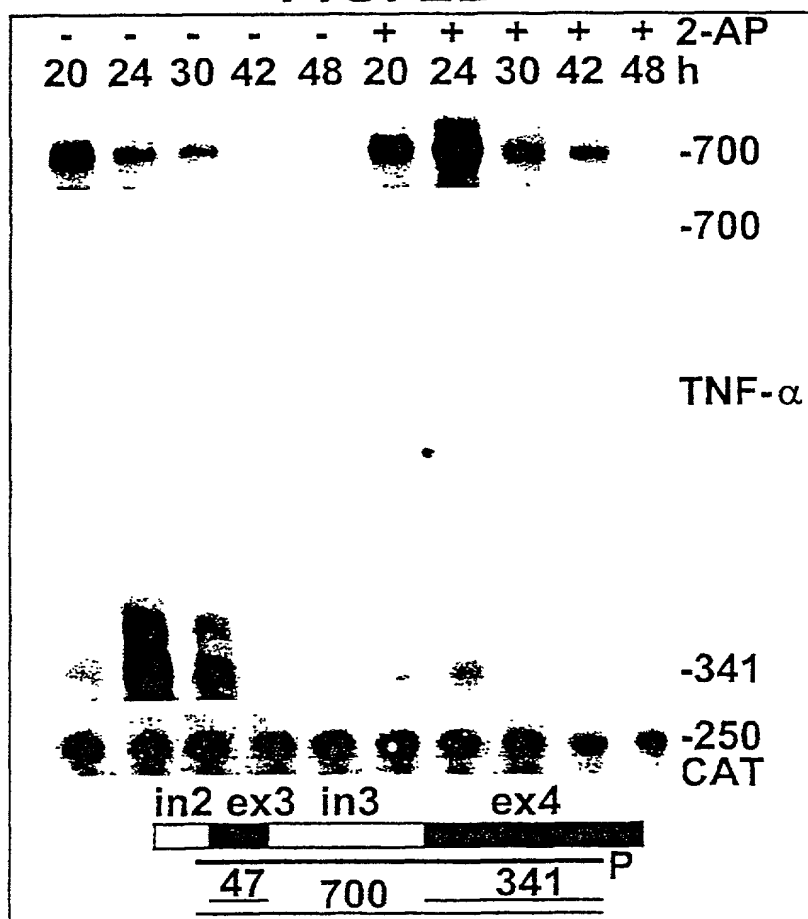 - - - - - + + + + + 2-AP
20 24 30 42 48 20 24 30 42 48 h
-700
-700
TNF-α
-341
-250
CAT
in2 ex3 in3 ex4
P
47 700 341